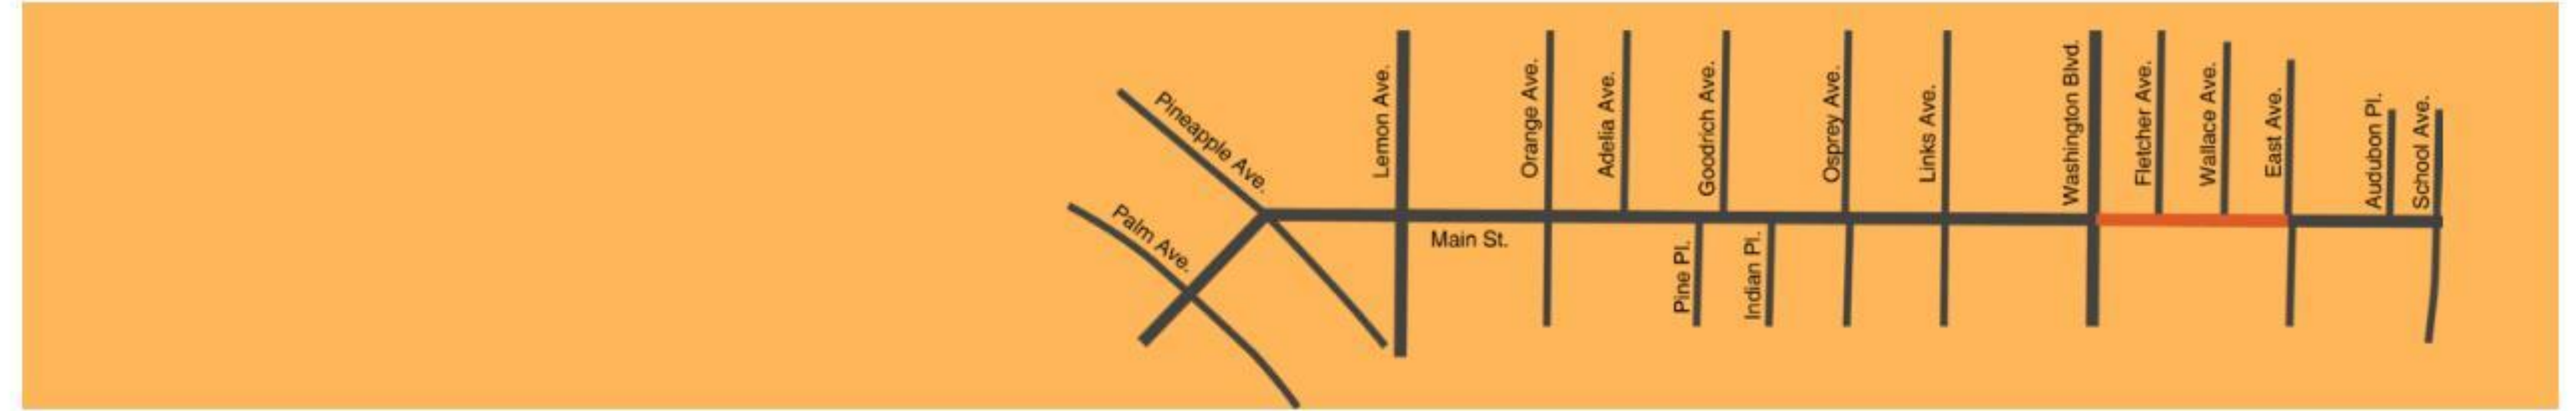 Pineapple Ave.
Palm Ave.
Lemon Ave.
Main St.
Orange Ave.
Adelia Ave.
Goodrich Ave.
Pine Pl.
Indian Pl.
Osprey Ave.
Links Ave.
Washington Blvd.
Fletcher Ave.
Wallace Ave.
East Ave.
Audubon Pl.
School Ave.